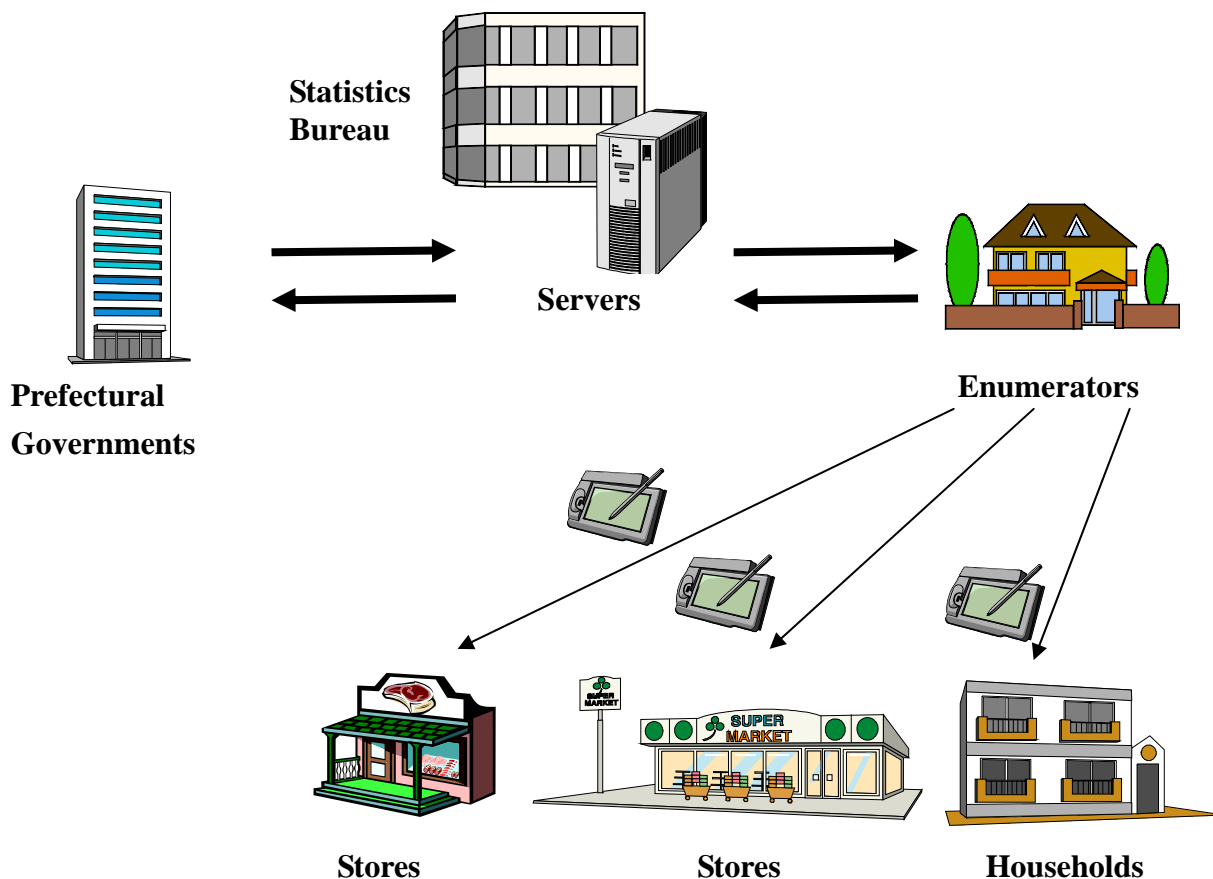 Statistics
Bureau
Servers
Prefectural
Governments
Enumerators
SUPER
MARKET
SUPER
MARKET
Stores
Stores
Households